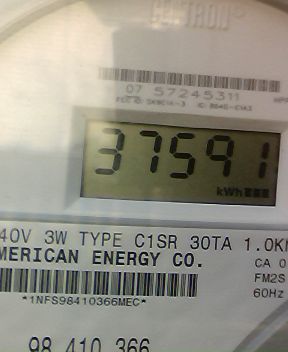 CENTRON®
07 57245311
37591
kWh
40V 3W TYPE C1SR 30TA 1.0K
MERICAN ENERGY CO.
CA 0
FM2S
60Hz
*1NFS98410366MEC*
98 410 366